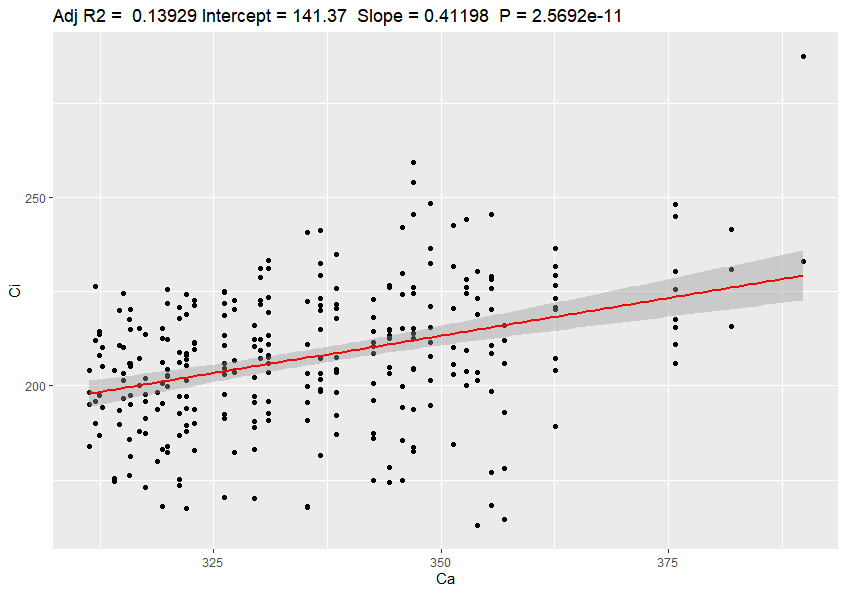 Adj R2 =  0.13929 Intercept = 141.37  Slope = 0.41198  P = 2.5692e-11
250
200
Ci
325 350 375
Ca